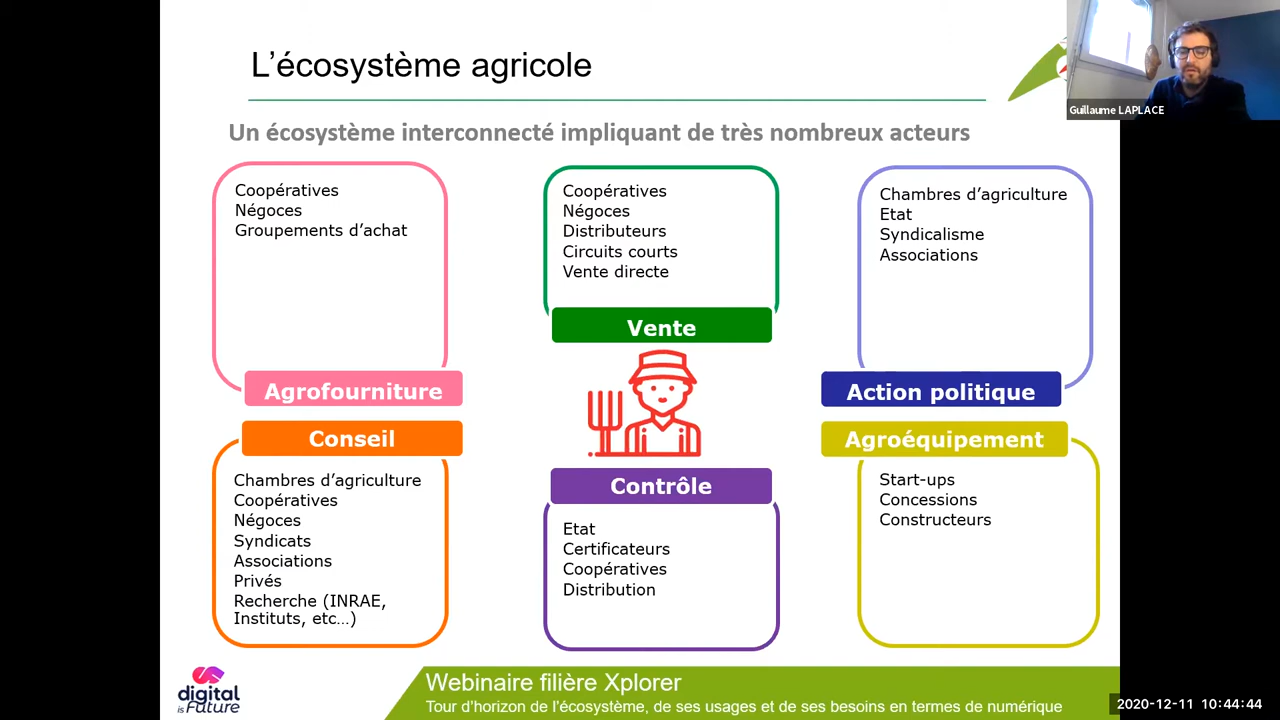 L’écosystème agricole
Guillaume LAPLACE
Un écosystème interconnecté impliquant de très nombreux acteurs
Coopératives
Négoces
Groupements d’achat
Agrofourniture
Coopératives
Négoces
Distributeurs
Circuits courts
Vente directe
Vente
Chambres d’agriculture
Etat
Syndicalisme
Associations
Action politique
Conseil
Chambres d’agriculture
Coopératives
Négoces
Syndicats
Associations
Privés
Recherche (INRAE,
Instituts, etc…)
Contrôle
Etat
Certificateurs
Coopératives
Distribution
Agroéquipement
Start-ups
Concessions
Constructeurs
digital
is Future
Webinaire filière Xplorer
Tour d’horizon de l’écosystème, de ses usages et de ses besoins en termes de numérique
2020-12-11 10:44:44